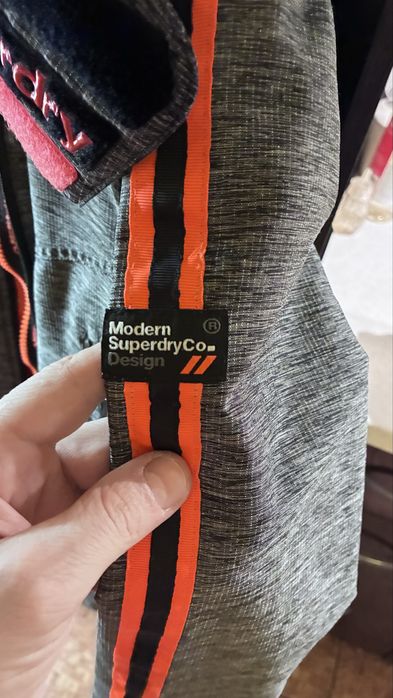 Modern ®
SuperdryCo.
Design //